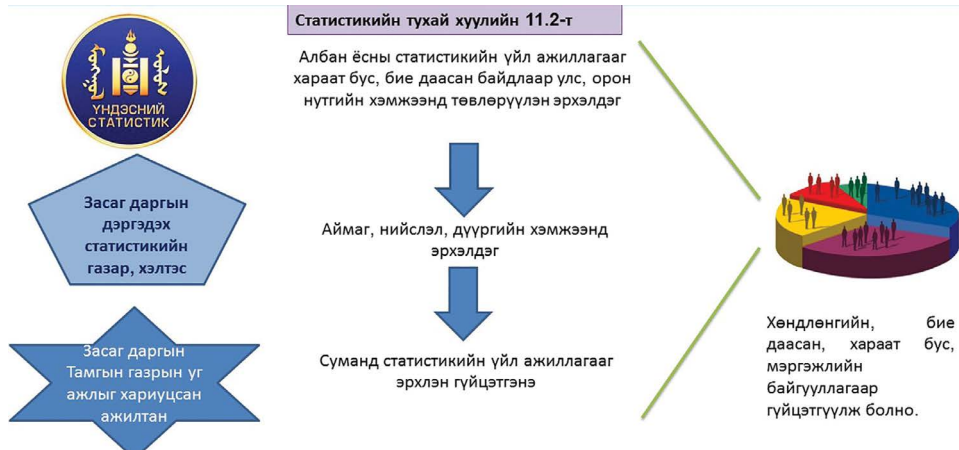 Статистикийн тухай хуулийн 11.2-т
ҮНДЭСНИЙ
СТАТИСТИК
Албан ёсны статистикийн үйл ажиллагааг
хараат бус, бие даасан байдлаар улс, орон
нутгийн хэмжээнд төвлөрүүлэн эрхэлдэг
Засаг даргын
дэргэдэх
статистикийн
газар, хэлтэс
Аймаг, нийслэл, дүүргийн хэмжээнд
эрхэлдэг
Засаг даргын
Тамгын газрын уг
ажлыг хариуцсан
ажилтан
Суманд статистикийн үйл ажиллагааг
эрхлэн гүйцэтгэнэ
Хөндлөнгийн, бие
даасан, хараат бус,
мэргэжлийн
байгууллагаар
гүйцэтгүүлж болно.